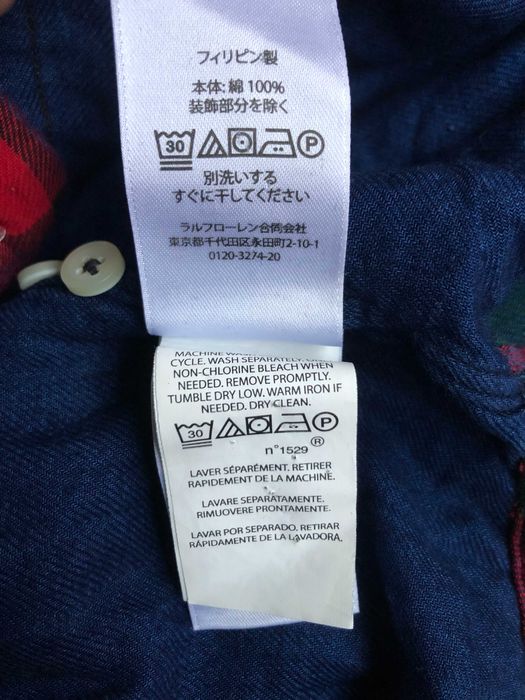 フィリピン製
本体: 綿 100%
装飾部分を除く
30 P
別洗いする
すぐに干してください
ラルフローレン合同会社
東京都千代田区永田町2-10-1
0120-3274-20
MACHINE
CYCLE. WASH SEPARATELY.
NON-CHLORINE BLEACH WHEN
NEEDED. REMOVE PROMPTLY.
TUMBLE DRY LOW. WARM IRON IF
NEEDED. DRY CLEAN.
30 P
n°1529 ®
LAVER SÉPARÉMENT. RETIRER
RAPIDEMENT DE LA MACHINE.
LAVARE SEPARATAMENTE.
RIMUOVERE PRONTAMENTE.
LAVAR POR SEPARADO. RETIRAR
RÁPIDAMENTE DE LA LAVADORA.